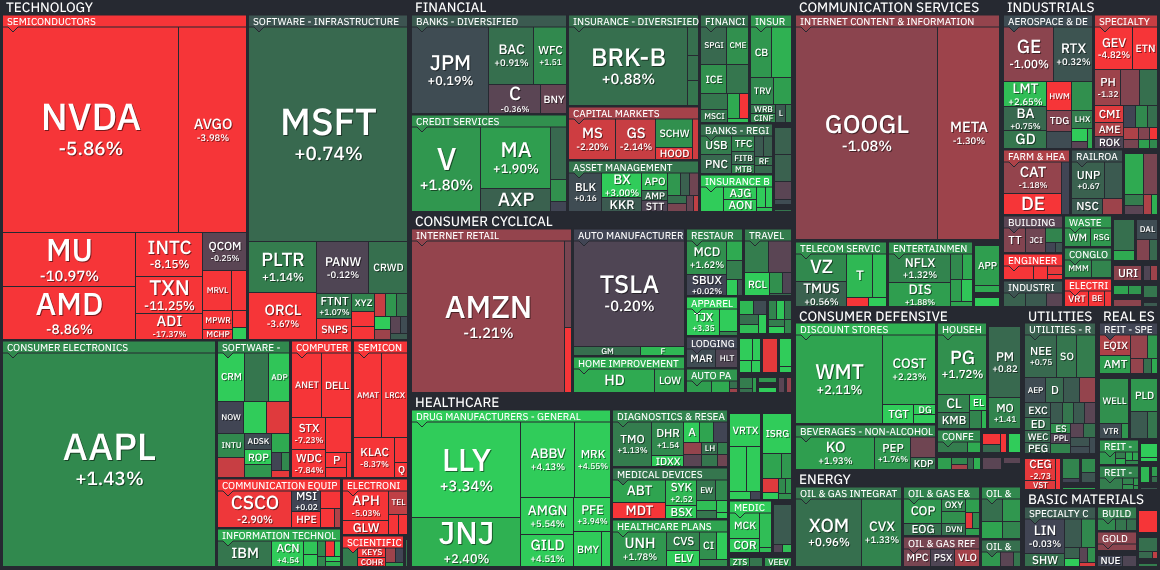 TECHNOLOGY
SEMICONDUCTORS
NVDA
-5.86%
AVGO
-3.98%
MU
-10.97%
AMD
-8.86%
INTC
-8.15%
TXN
-11.25%
ADI
-17.37%
QCOM
-0.25%
MRVL
MPWR
MCHP
SOFTWARE - INFRASTRUCTURE
MSFT
+0.74%
PLTR
+1.14%
PANW
-0.12%
CRWD
ORCL
-3.67%
FTNT
+1.07%
XYZ
SNPS
CONSUMER ELECTRONICS
AAPL
+1.43%
SOFTWARE -
CRM
ADP
NOW
INTU
ADSK
ROP
COMPUTER
ANET
DELL
STX
-7.23%
WDC
-7.84%
P
SEMICON
AMAT
LRCX
KLAC
-8.37%
Q
COMMUNICATION EQUIP
CSCO
-2.90%
MSI
+0.02
HPE
ELECTRONI
APH
-5.03%
TEL
GLW
INFORMATION TECHNOL
IBM
ACN
+4.54
SCIENTIFIC
KEYS
COHR
FINANCIAL
BANKS - DIVERSIFIED
JPM
+0.19%
BAC
+0.91%
WFC
+1.51
C
-0.36%
BNY
INSURANCE - DIVERSIFIED
BRK-B
+0.88%
FINANCI
SPGI
CME
ICE
MSCI
INSUR
CB
TRV
WRB
CINF
L
CREDIT SERVICES
V
+1.80%
MA
+1.90%
AXP
CAPITAL MARKETS
MS
-2.20%
GS
-2.14%
SCHW
HOOD
ASSET MANAGEMENT
BLK
+0.16
BX
+3.00%
APO
KKR
AMP
STT
BANKS - REGI
USB
TFC
PNC
FITB
MTB
RF
INSURANCE B
AJG
AON
CONSUMER CYCLICAL
INTERNET RETAIL
AMZN
-1.21%
AUTO MANUFACTURER
TSLA
-0.20%
GM
F
HOME IMPROVEMENT
HD
LOW
RESTAUR
MCD
+1.62%
SBUX
+0.02%
TRAVEL
RCL
APPAREL
TJX
+3.35
LODGING
MAR
HLT
AUTO PA
HEALTHCARE
DRUG MANUFACTURERS - GENERAL
LLY
+3.34%
JNJ
+2.40%
ABBV
+4.13%
MRK
+4.55%
AMGN
+5.54%
PFE
+3.94%
GILD
+4.51%
BMY
DIAGNOSTICS & RESEA
TMO
+1.13%
DHR
+1.54
A
LH
IDXX
MEDICAL DEVICES
ABT
SYK
+2.52
EW
MDT
BSX
HEALTHCARE PLANS
UNH
+1.78%
CVS
CI
ELV
VRTX
ISRG
MEDIC
MCK
COR
ZTS
VEEV
COMMUNICATION SERVICES
INTERNET CONTENT & INFORMATION
GOOGL
-1.08%
META
-1.30%
TELECOM SERVIC
VZ
T
TMUS
+0.56%
ENTERTAINMEN
NFLX
+1.32%
DIS
+1.88%
APP
INDUSTRIALS
AEROSPACE & DE
GE
-1.00%
RTX
+0.32%
LMT
+2.65%
HWM
BA
+0.75%
TDG
LHX
GD
SPECIALTY
GEV
-4.82%
ETN
PH
-1.32
CMI
AME
ROK
FARM & HEA
CAT
-1.18%
DE
RAILROA
UNP
+0.67
NSC
BUILDING
TT
JCI
WASTE
WM
RSG
DAL
CONGLO
MMM
ENGINEER
URI
INDUSTRI
ELECTRI
VRT
BE
CONSUMER DEFENSIVE
DISCOUNT STORES
WMT
+2.11%
COST
+2.23%
TGT
DG
HOUSEH
PG
+1.72%
CL
EL
KMB
PM
+0.82
MO
+1.41
BEVERAGES - NON-ALCOHOL
KO
+1.93%
PEP
+1.76%
KDP
CONFE
ENERGY
OIL & GAS INTEGRAT
XOM
+0.96%
CVX
+1.33%
OIL & GAS E&
COP
OXY
EOG
DVN
OIL & GAS REF
MPC
PSX
VLO
OIL &
OIL &
UTILITIES
UTILITIES - R
NEE
+0.75
SO
AEP
D
EXC
ED
ES
WEC
PPL
PEG
CEG
-2.73
VST
REAL ES
REIT - SPE
EQIX
AMT
WELL
PLD
VTR
REIT -
REIT -
BASIC MATERIALS
SPECIALTY C
LIN
-0.03%
SHW
BUILD
GOLD
NUE